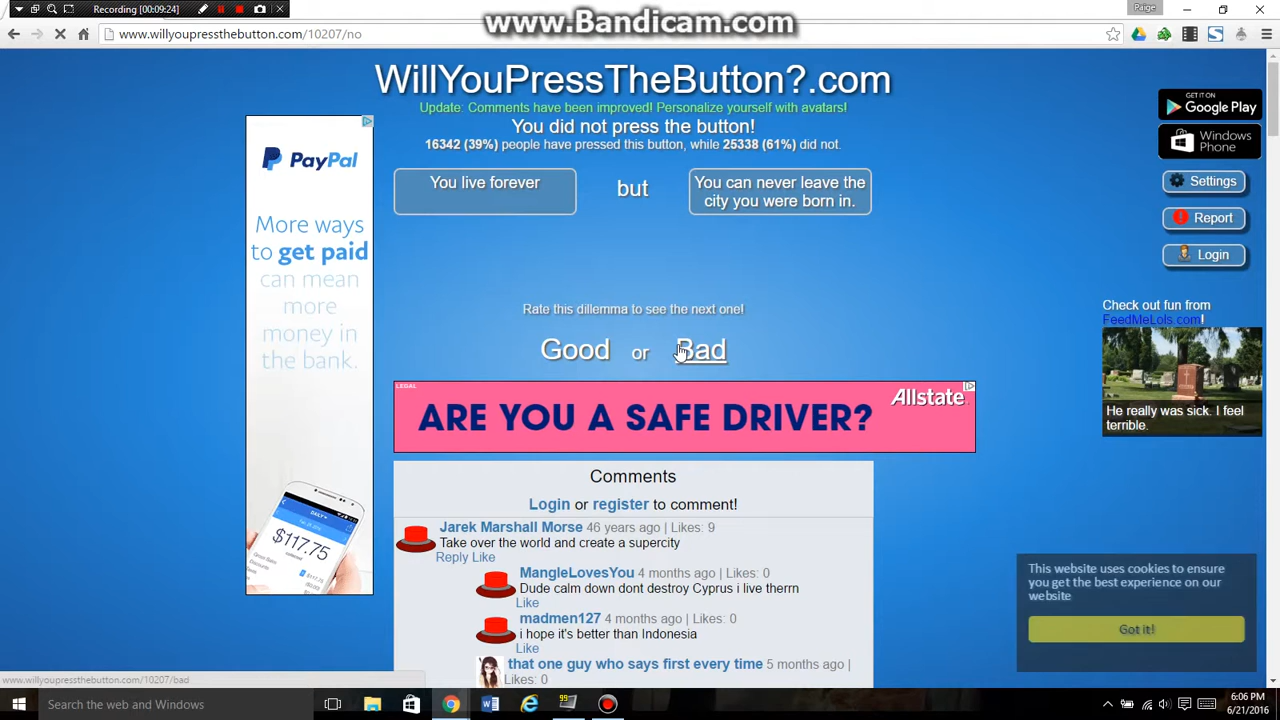 Recording [00:09:24]
www.Bandicam.com
Paige
www.willyoupressthebutton.com/10207/no
WillYouPressTheButton?.com
Update: Comments have been improved! Personalize yourself with avatars!
You did not press the button!
16342 (39%) people have pressed this button, while 25338 (61%) did not.
You live forever
but
You can never leave the
city you were born in.
Rate this dillemma to see the next one!
Good or Bad
PayPal
More ways
to get paid
can mean
more
money in
the bank.
DAILY
$117.75
GET IT ON
Google Play
Windows
Phone
Settings
Report
Login
Check out fun from
FeedMeLols.com!
He really was sick. I feel
terrible.
LEGAL
ARE YOU A SAFE DRIVER?
Allstate
Comments
Login or register to comment!
Jarek Marshall Morse 46 years ago | Likes: 9
Take over the world and create a supercity
Reply Like
MangleLovesYou 4 months ago | Likes: 0
Dude calm down dont destroy Cyprus i live therrn
Like
madmen127 4 months ago | Likes: 0
i hope it's better than Indonesia
Like
that one guy who says first every time 5 months ago |
Likes: 0
This website uses cookies to ensure
you get the best experience on our
website
Got it!
www.willyoupressthebutton.com/10207/bad
Search the web and Windows
99
6:06 PM
6/21/2016